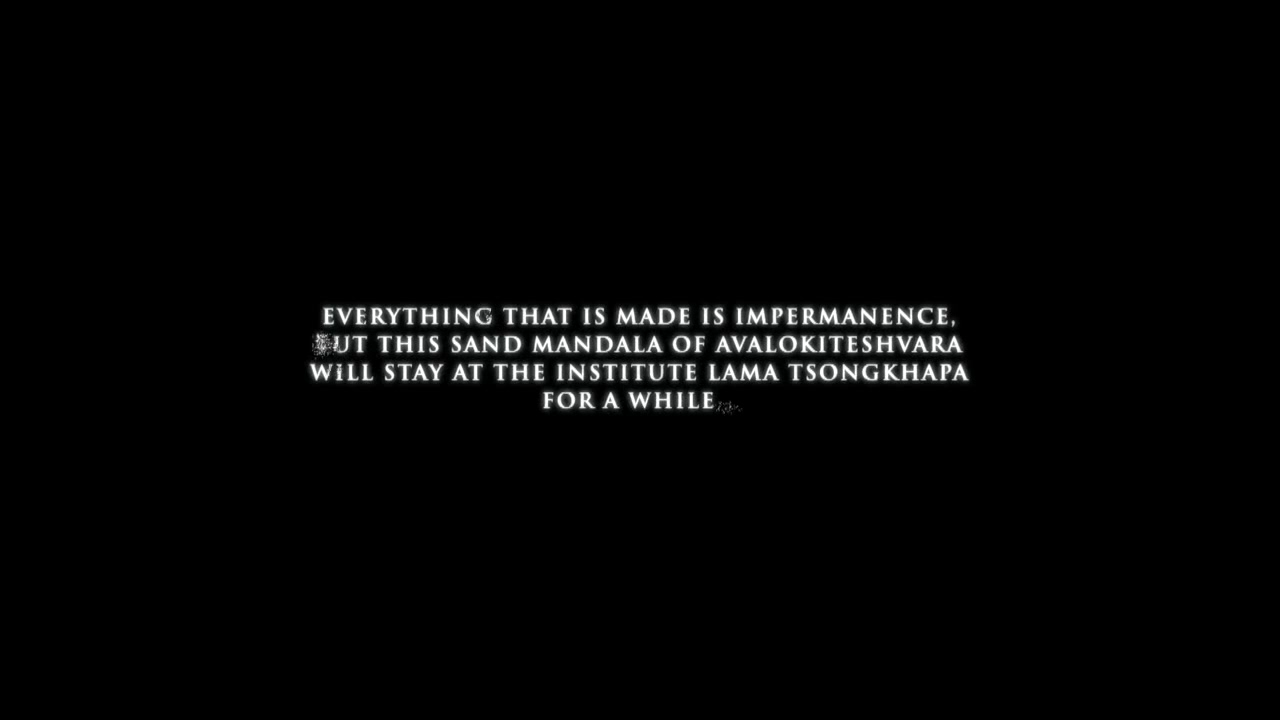 EVERYTHING THAT IS MADE IS IMPERMANENCE,
BUT THIS SAND MANDALA OF AVALOKITESHVARA
WILL STAY AT THE INSTITUTE LAMA TSONGKHAPA
FOR A WHILE